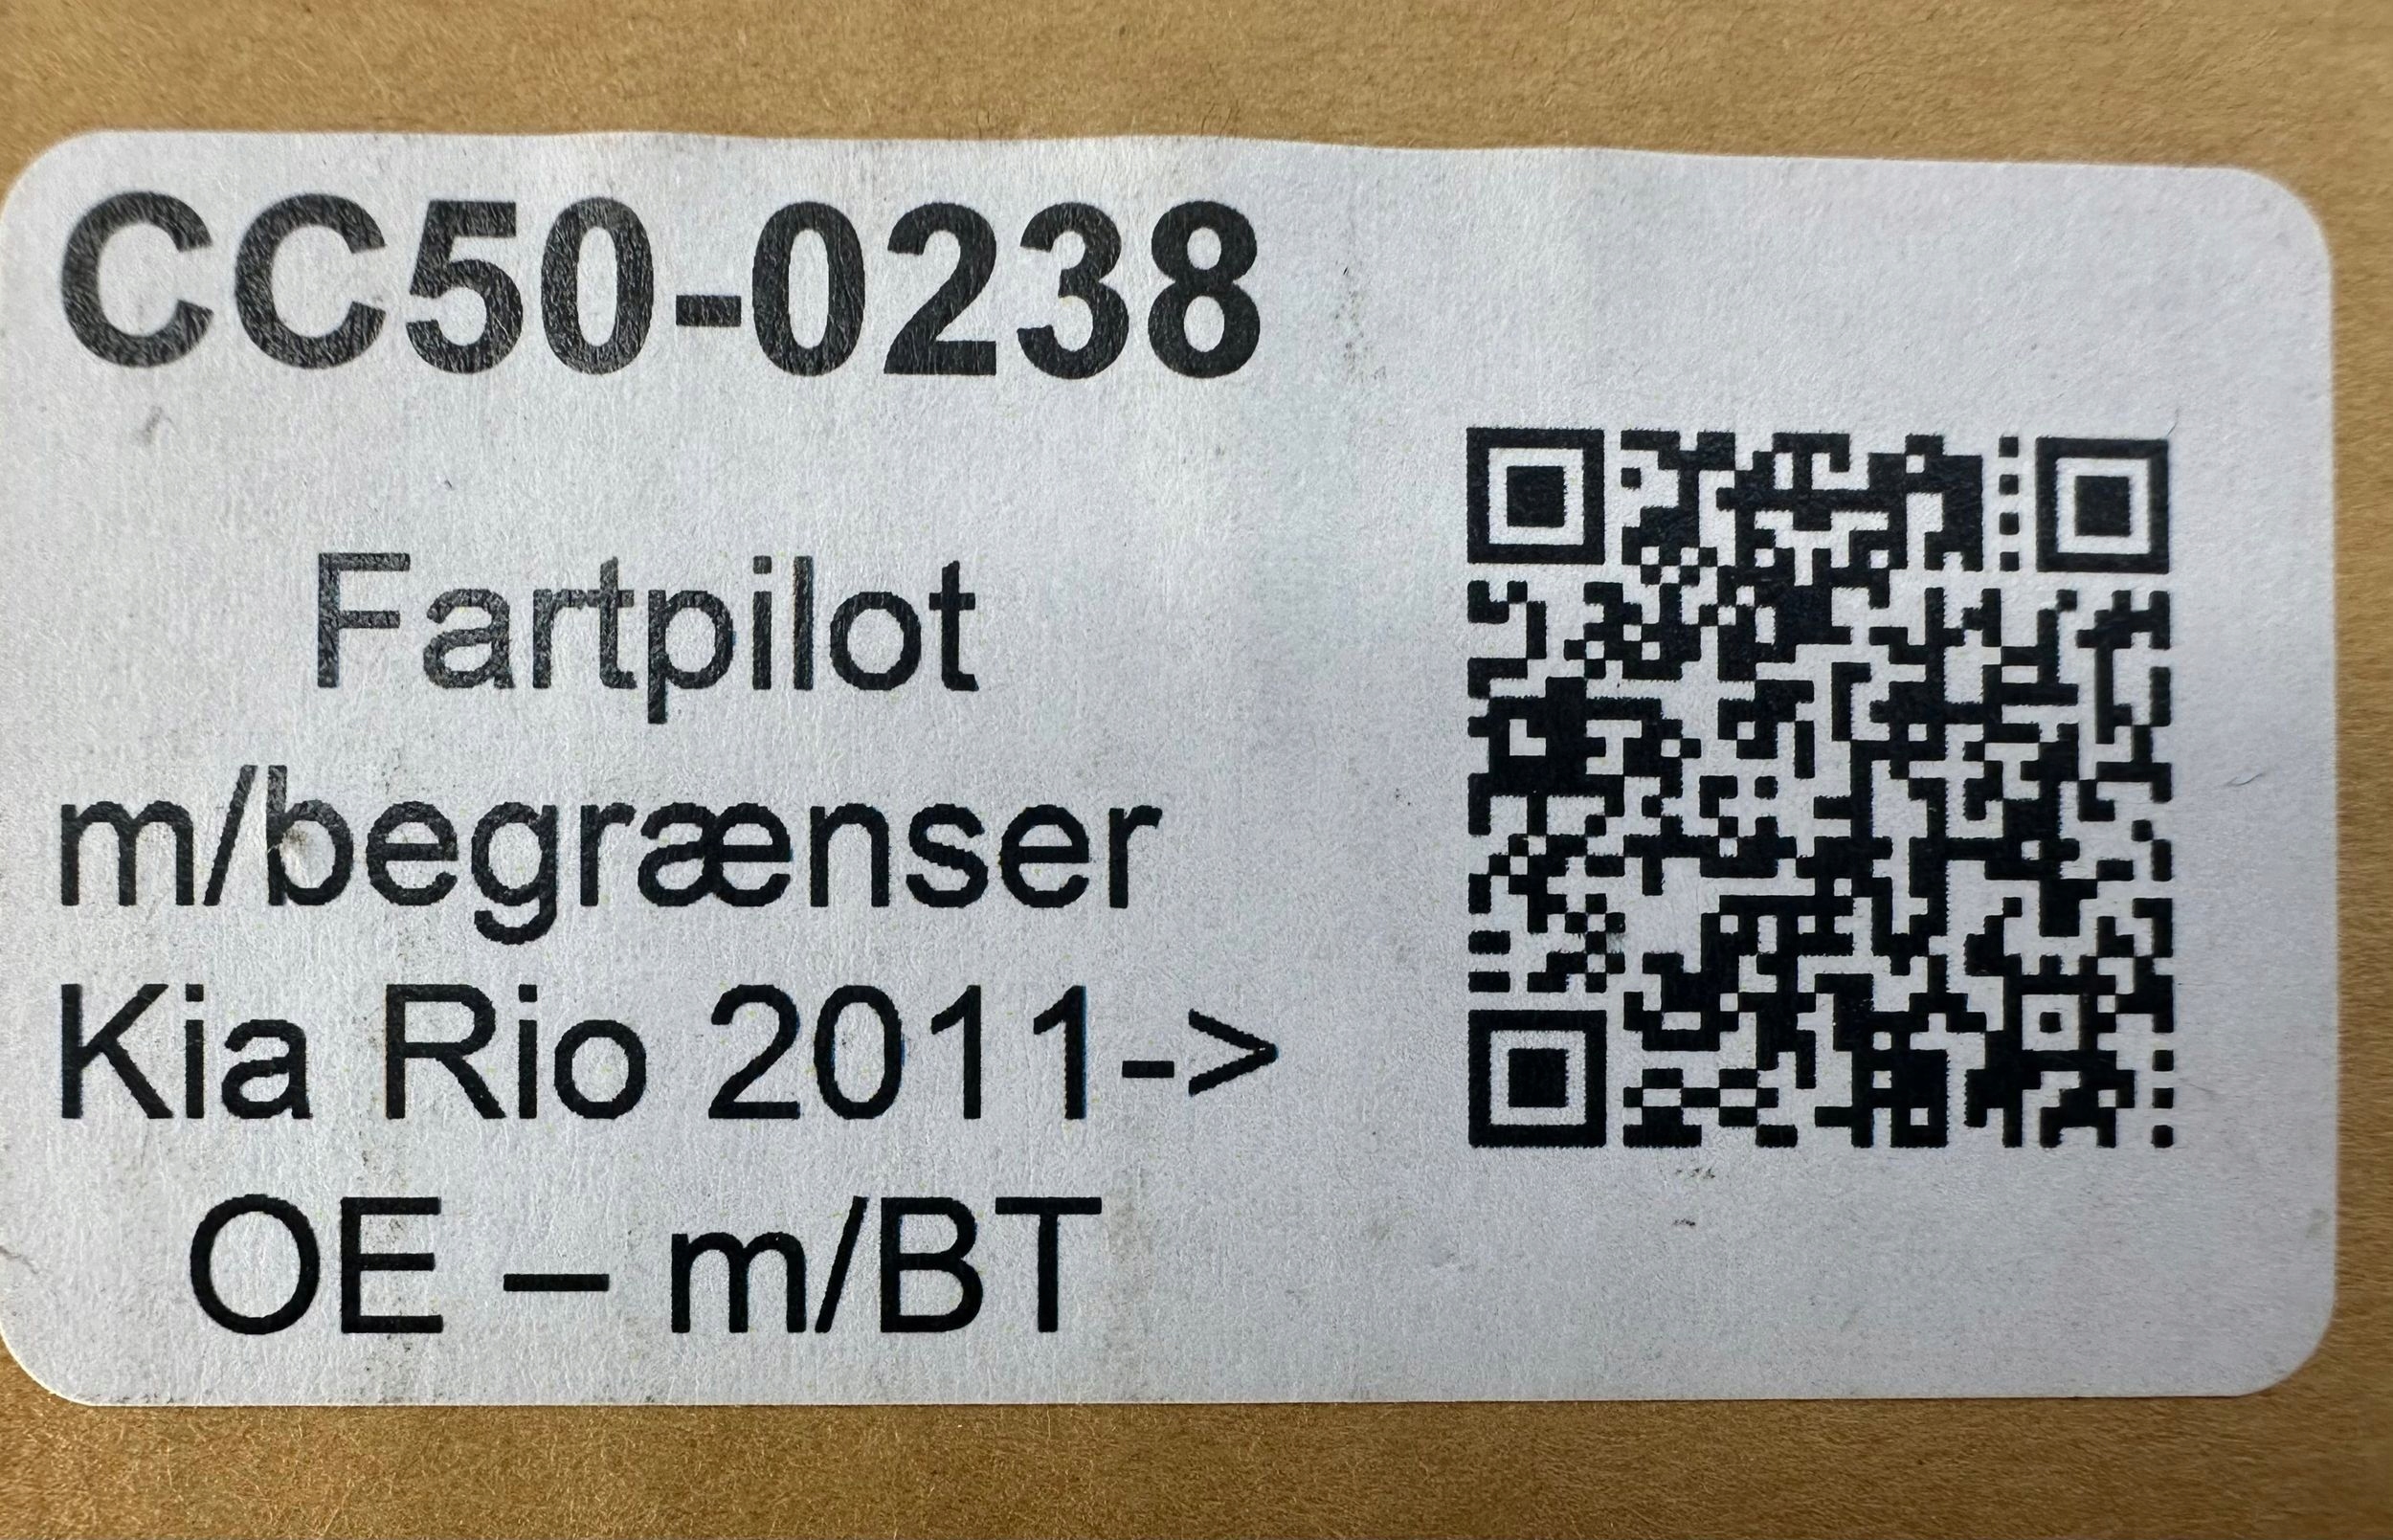 CC50-0238
Fartpilot
m/begrænser
Kia Rio 2011->
OE – m/BT